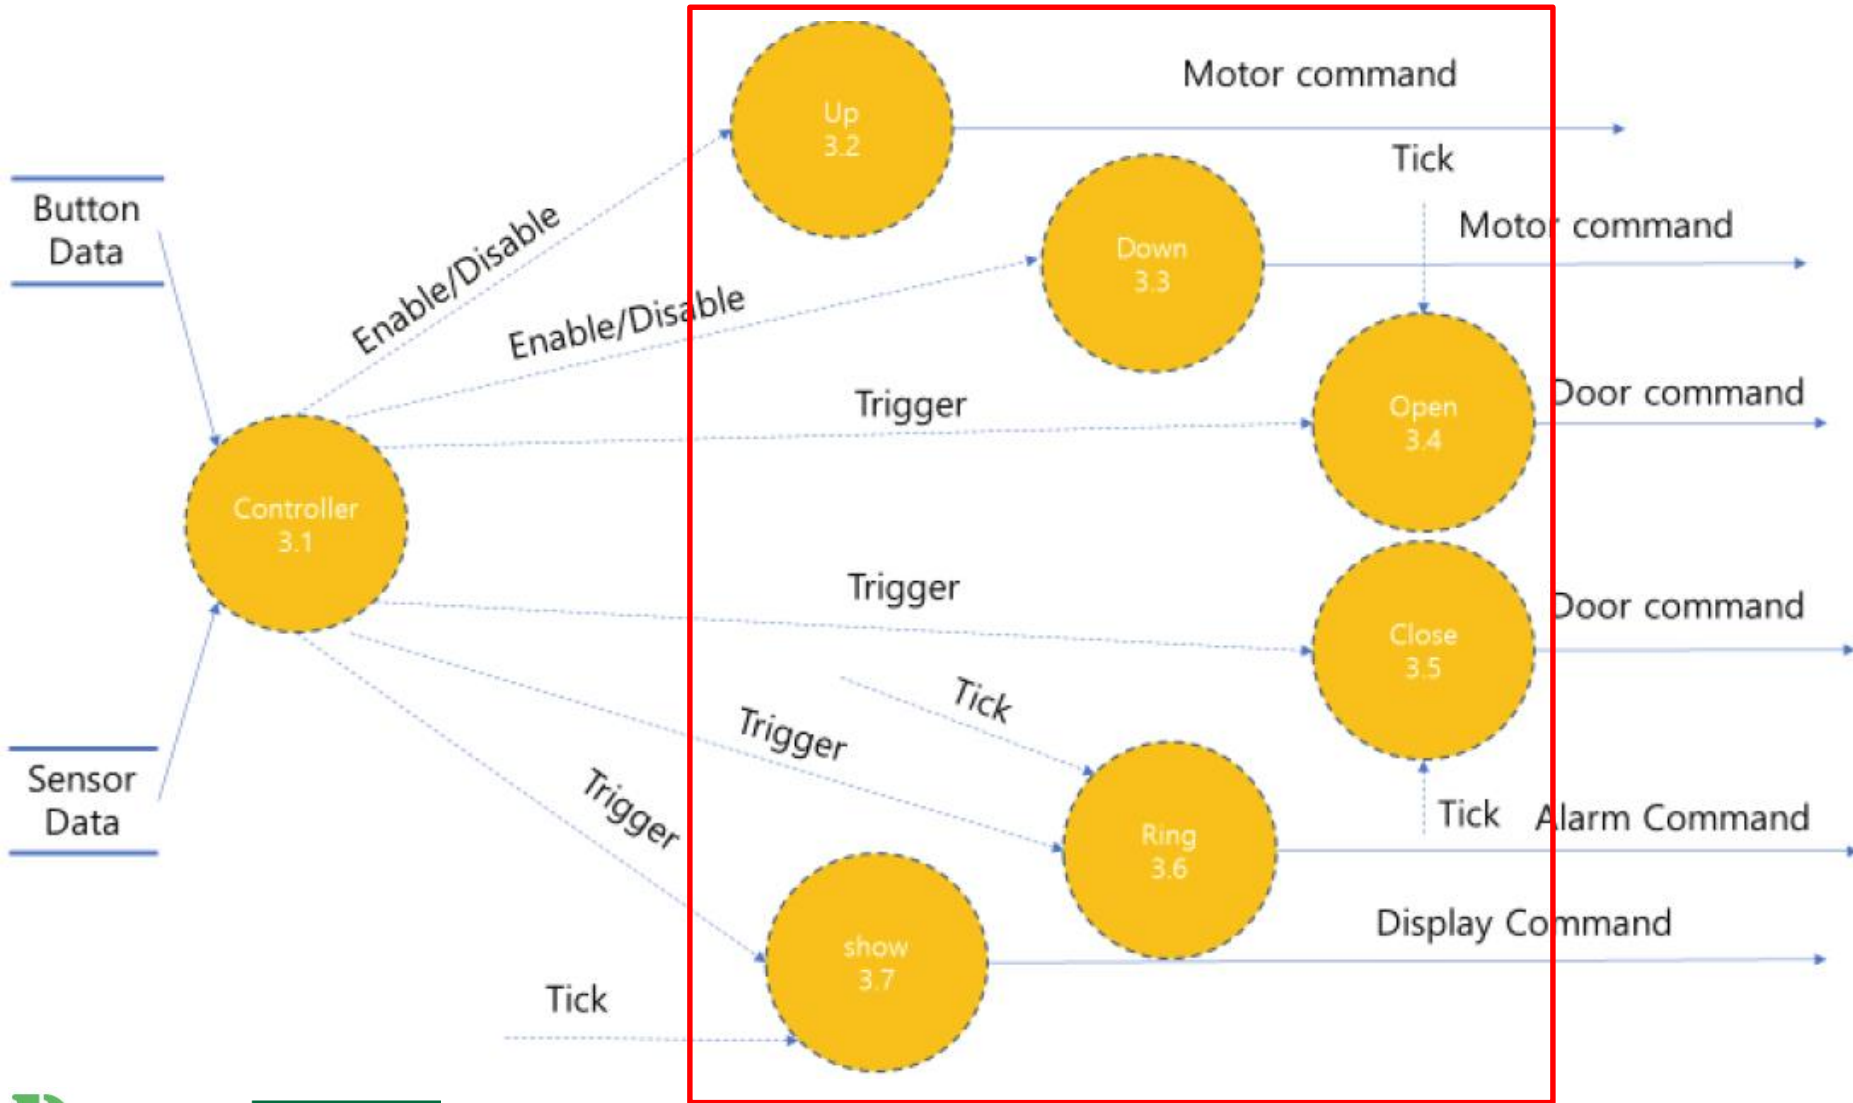 Motor command
Up
3.2
Tick
Button
Data
Enable/Disable
Motor command
Down
3.3
Enable/Disable
Trigger
Open
3.4
Door command
Controller
3.1
Trigger
Close
3.5
Door command
Tick
Trigger
Trigger
Sensor
Data
Ring
3.6
Tick
Alarm Command
show
3.7
Display Command
Tick